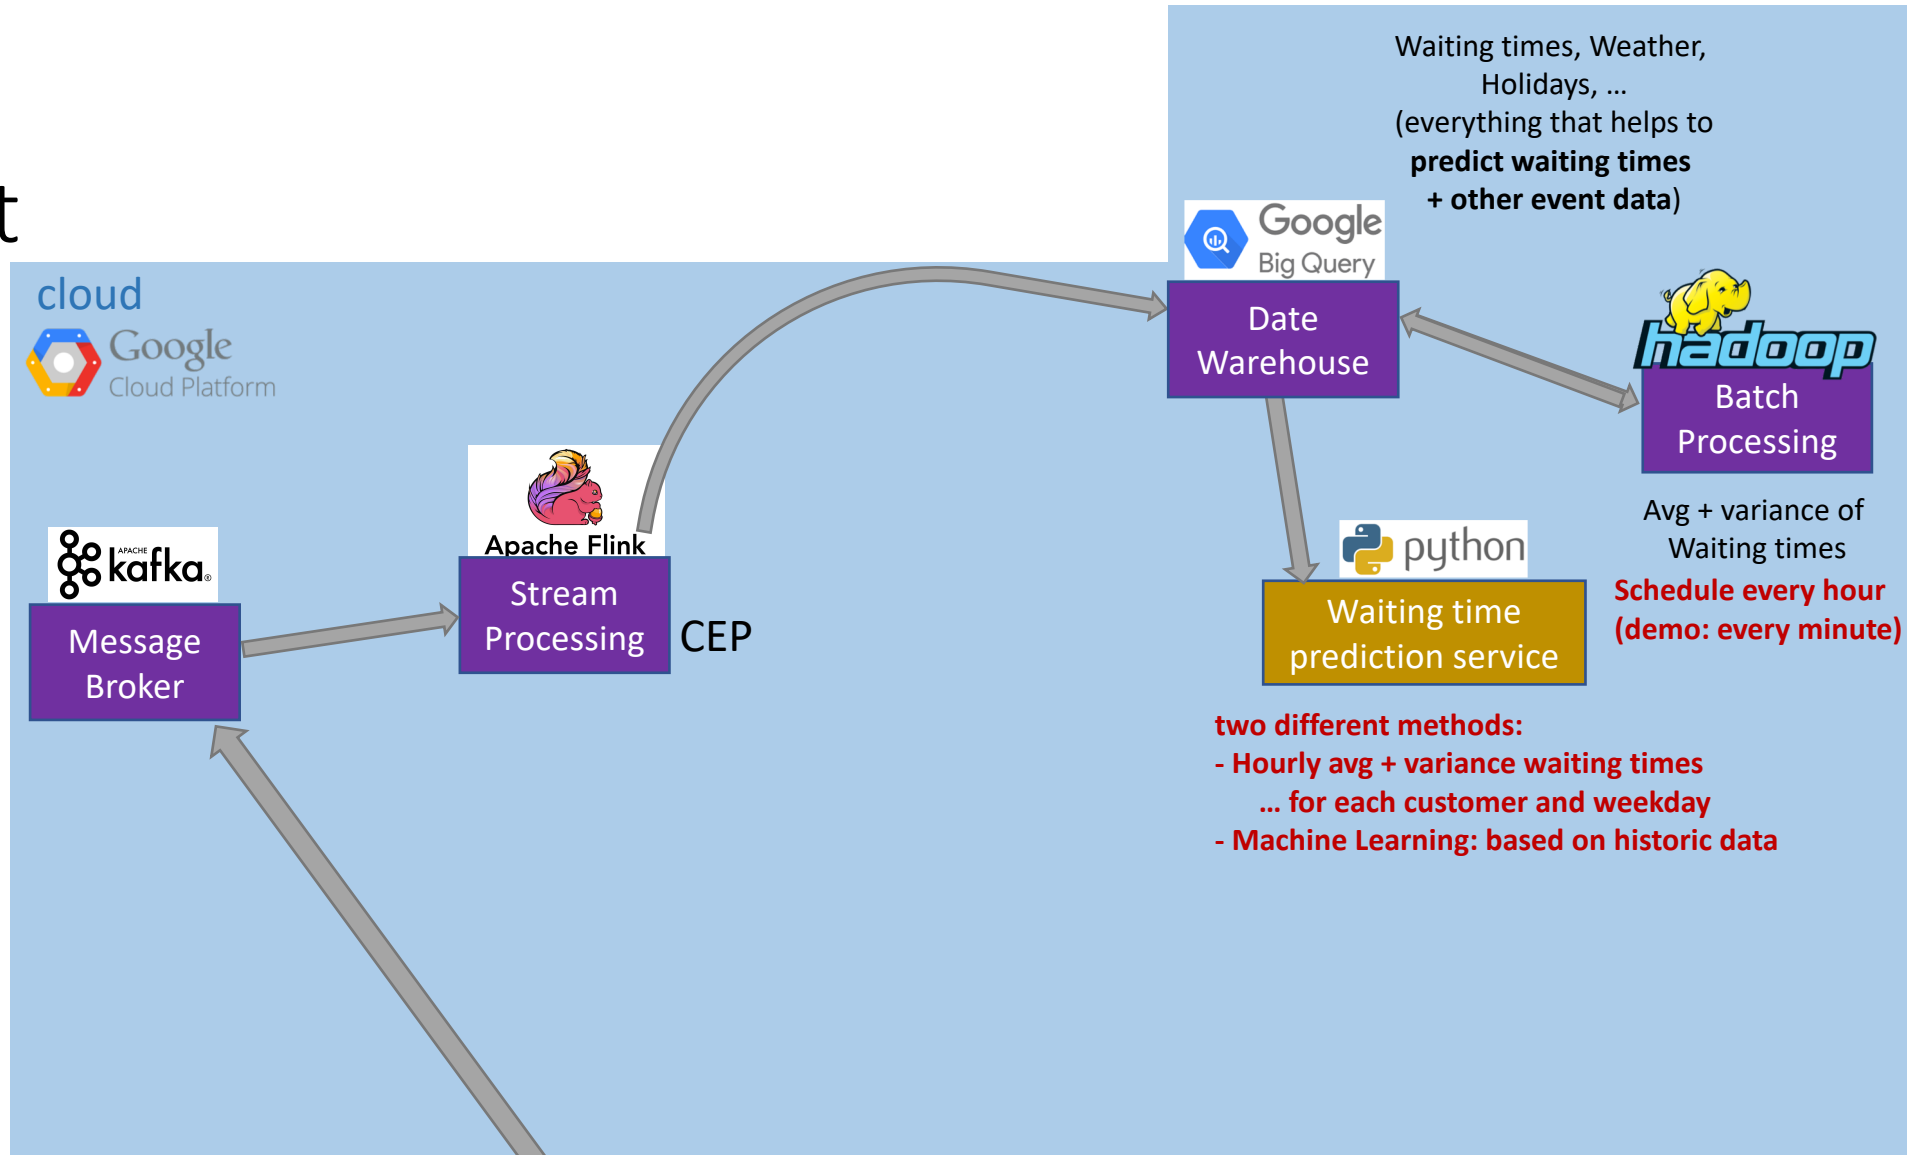 t
cloud
Google
Cloud Platform
Waiting times, Weather,
Holidays, ...
(everything that helps to
predict waiting times
+ other event data)
Google
Big Query
Date
Warehouse
hadoop
Batch
Processing
Avg + variance of
Waiting times
Schedule every hour
(demo: every minute)
Apache Flink
Stream
Processing
CEP
APACHE
kafka®
Message
Broker
python
Waiting time
prediction service
two different methods:
- Hourly avg + variance waiting times
... for each customer and weekday
- Machine Learning: based on historic data